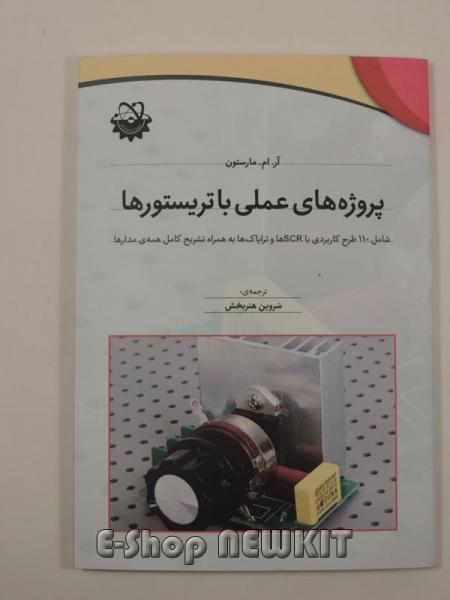 آر. ام. مارستون
پروژه‌های عملی با تریستورها
شامل ۱۱۰ طرح کاربردی با SCRها و ترایاک‌ها به همراه تشریح کامل همه‌ی مدارها
ترجمه‌ی:
شروین هنربخش
E-Shop NEWKIT